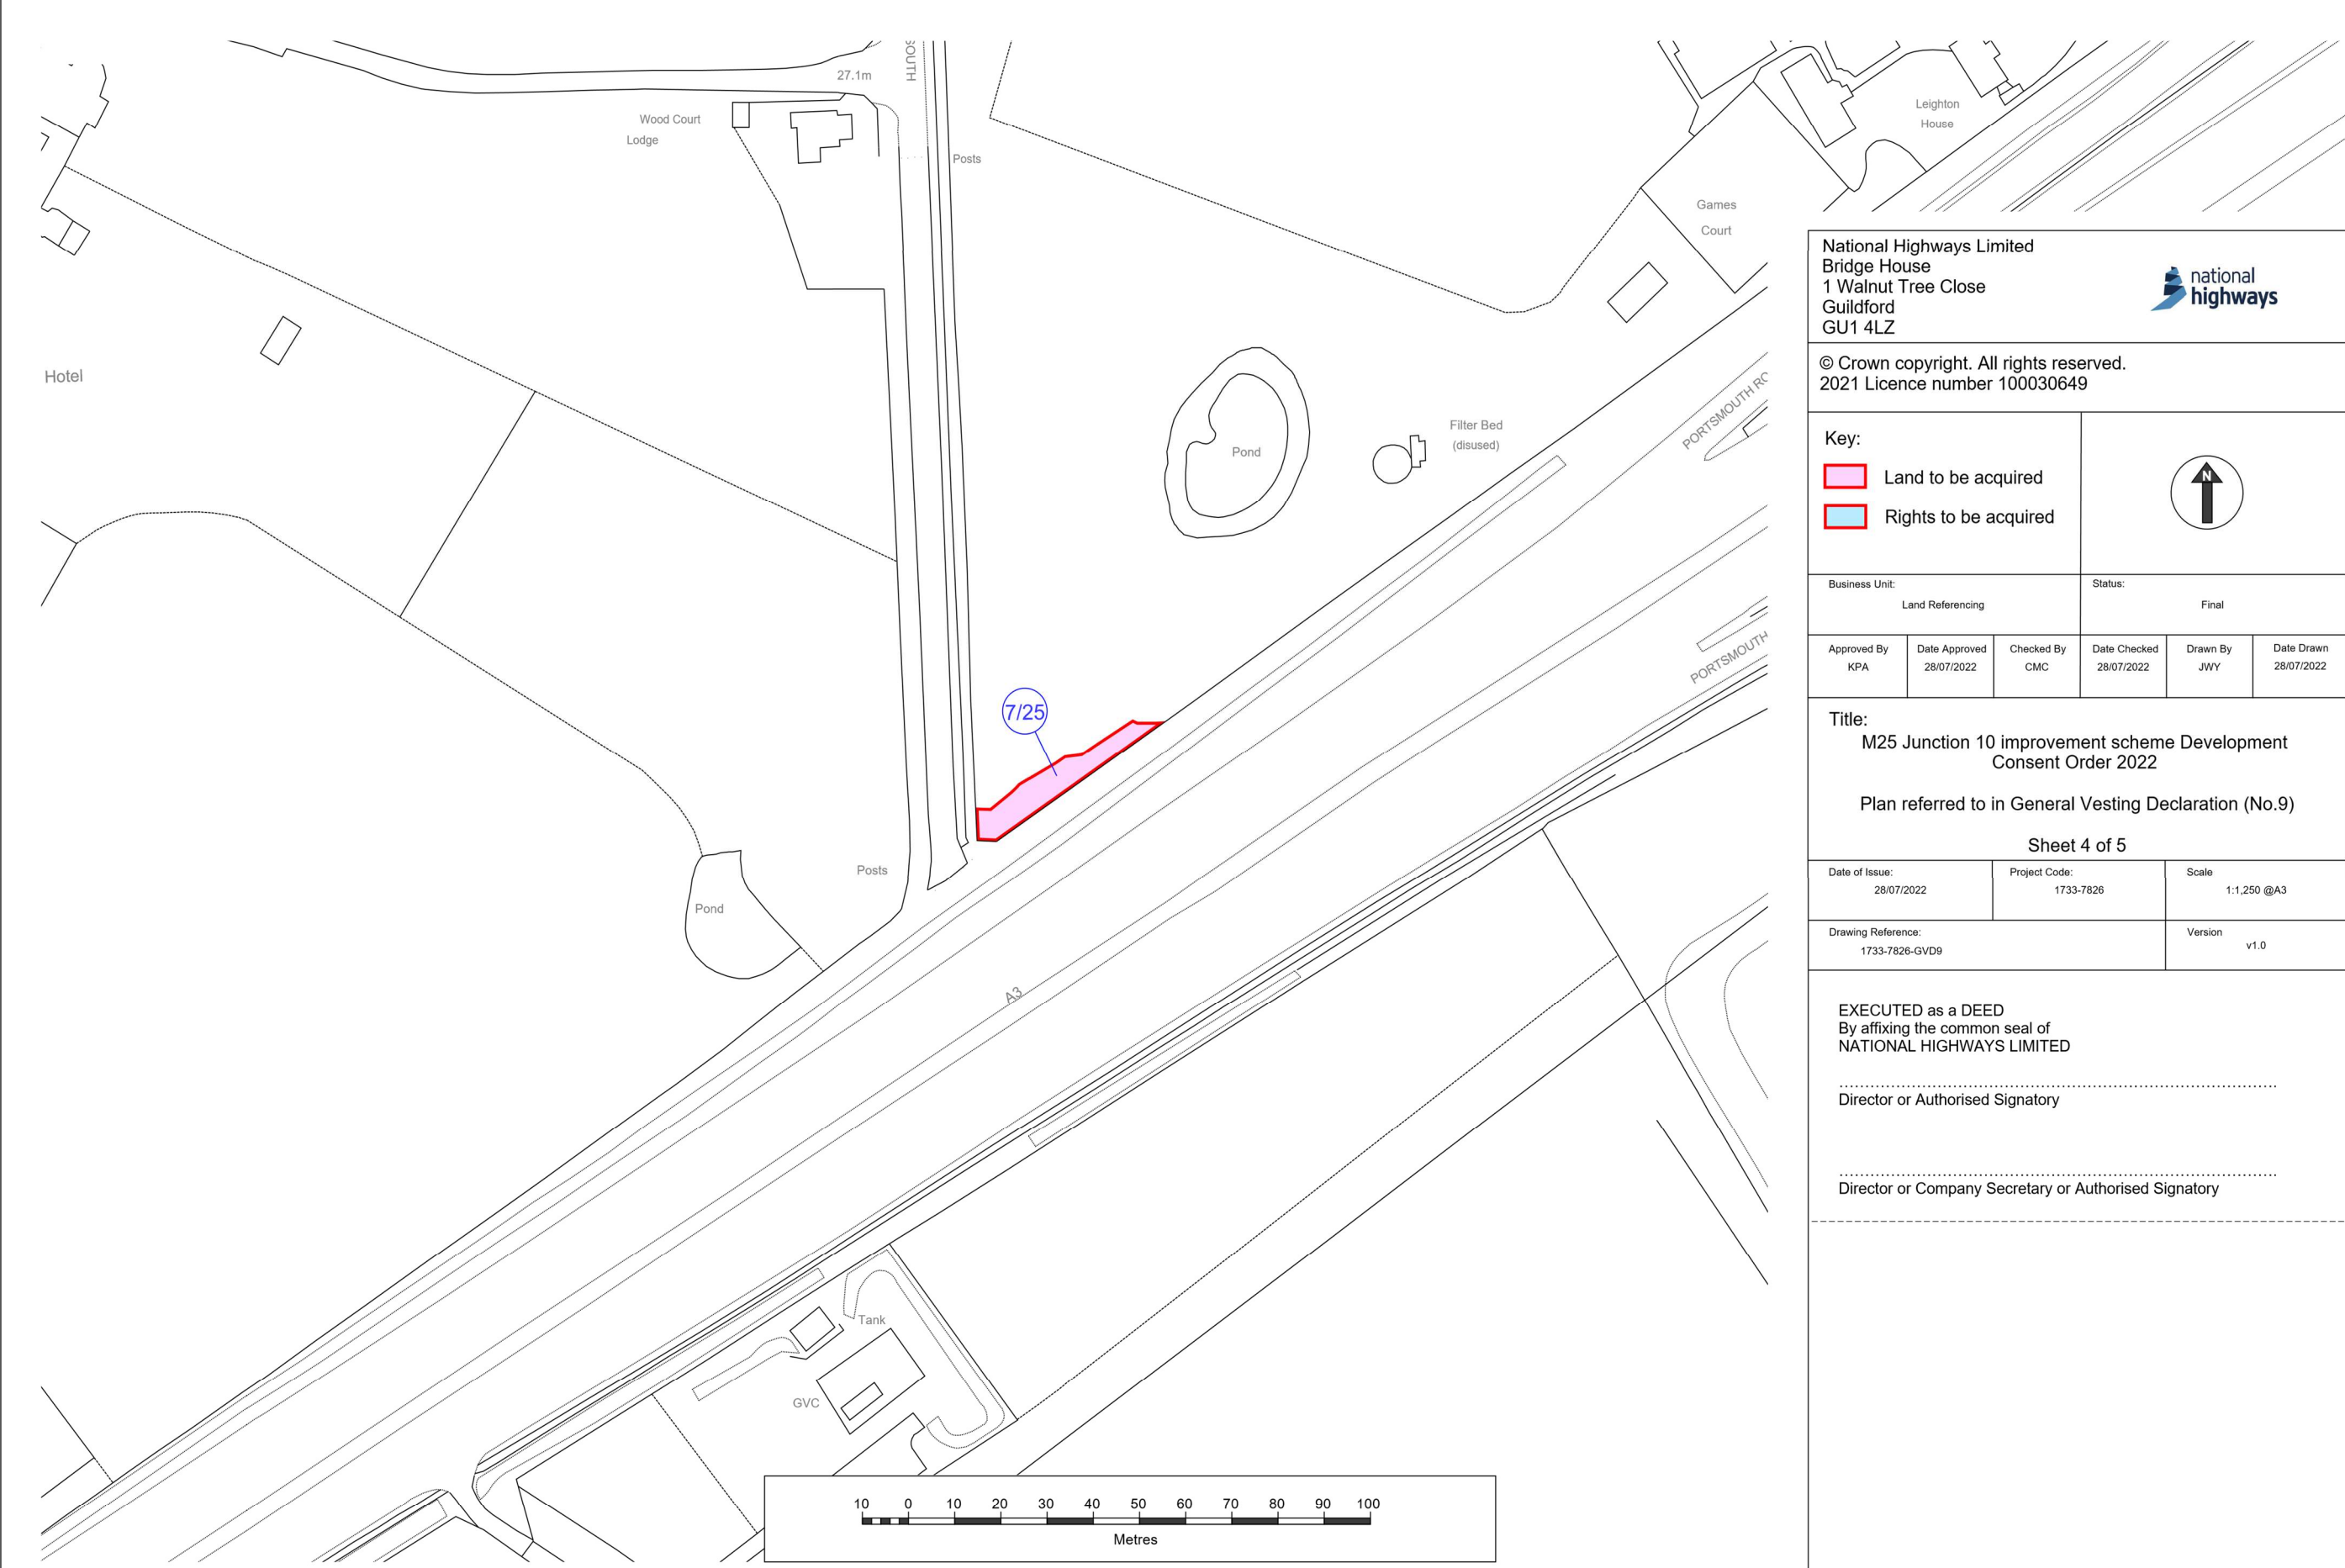 SOUTH
27.1m
Wood Court
Lodge
Posts
Leighton
House
Games
Court
Hotel
Pond
Filter Bed
(disused)
PORTSMOUTH
PORTSMOUTH
7/25
Posts
Pond
A3
Tank
GVC
10 0 10 20 30 40 50 60 70 80 90 100
Metres
National Highways Limited
Bridge House
1 Walnut Tree Close
Guildford
GU1 4LZ
national
highways
© Crown copyright. All rights reserved.
2021 Licence number 100030649
Key:
Land to be acquired
Rights to be acquired
N
Business Unit:
Land Referencing
Status:
Final
Approved By
KPA
Date Approved
28/07/2022
Checked By
CMC
Date Checked
28/07/2022
Drawn By
JWY
Date Drawn
28/07/2022
Title:
M25 Junction 10 improvement scheme Development
Consent Order 2022
Plan referred to in General Vesting Declaration (No.9)
Sheet 4 of 5
Date of Issue:
28/07/2022
Project Code:
1733-7826
Scale
1:1,250 @A3
Drawing Reference:
1733-7826-GVD9
Version
v1.0
EXECUTED as a DEED
By affixing the common seal of
NATIONAL HIGHWAYS LIMITED
Director or Authorised Signatory
Director or Company Secretary or Authorised Signatory